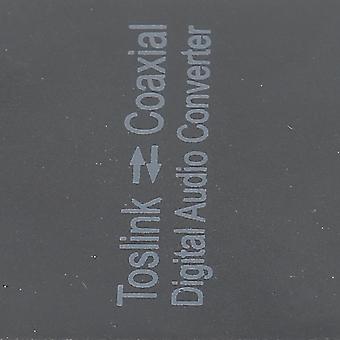 Toslink ⇄ Coaxial
Digital Audio Converter